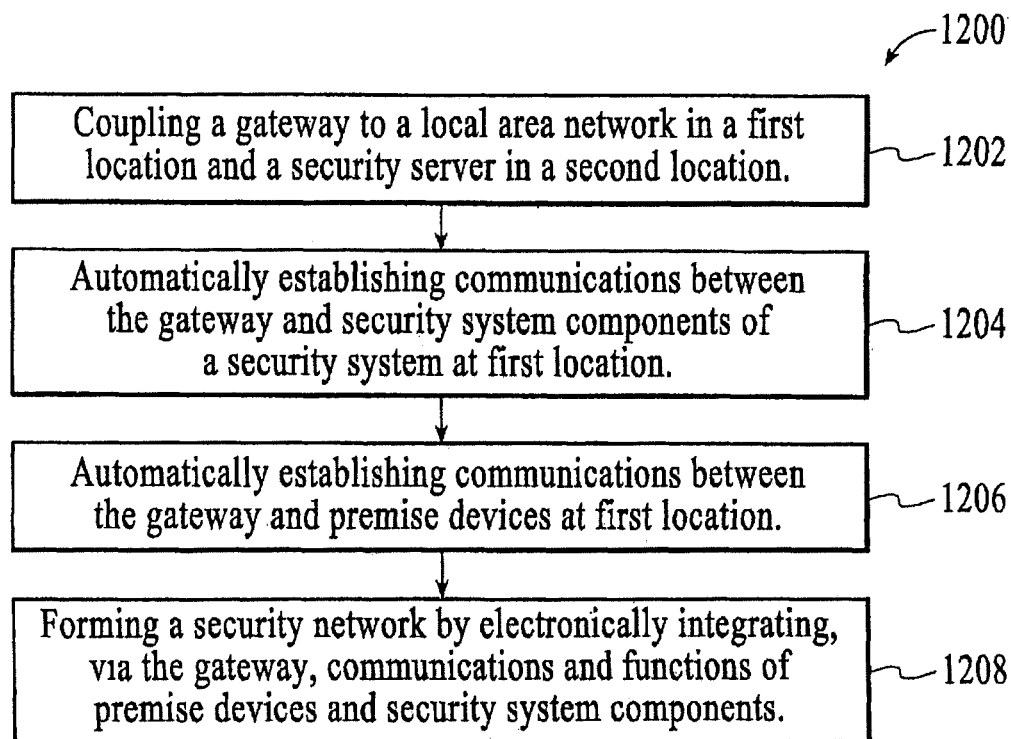 1200
Coupling a gateway to a local area network in a first
location and a security server in a second location.
1202
Automatically establishing communications between
the gateway and security system components of
a security system at first location.
1204
Automatically establishing communications between
the gateway and premise devices at first location.
1206
Forming a security network by electronically integrating,
via the gateway, communications and functions of
premise devices and security system components.
1208